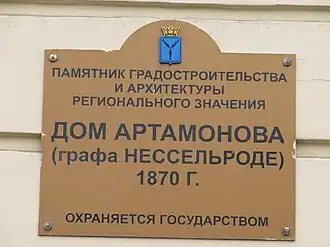 ПАМЯТНИК ГРАДОСТРОИТЕЛЬСТВА
И АРХИТЕКТУРЫ
РЕГИОНАЛЬНОГО ЗНАЧЕНИЯ
ДОМ АРТАМОНОВА
(графа НЕССЕЛЬРОДЕ)
1870 Г.
ОХРАНЯЕТСЯ ГОСУДАРСТВОМ